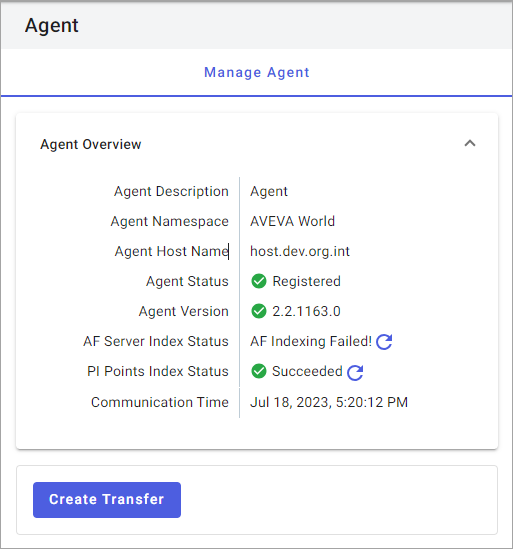 Agent
Manage Agent
Agent Overview
Agent Description Agent
Agent Namespace AVEVA World
Agent Host Name host.dev.org.int
Agent Status Registered
Agent Version 2.2.1163.0
AF Server Index Status AF Indexing Failed!
PI Points Index Status Succeeded
Communication Time Jul 18, 2023, 5:20:12 PM
Create Transfer